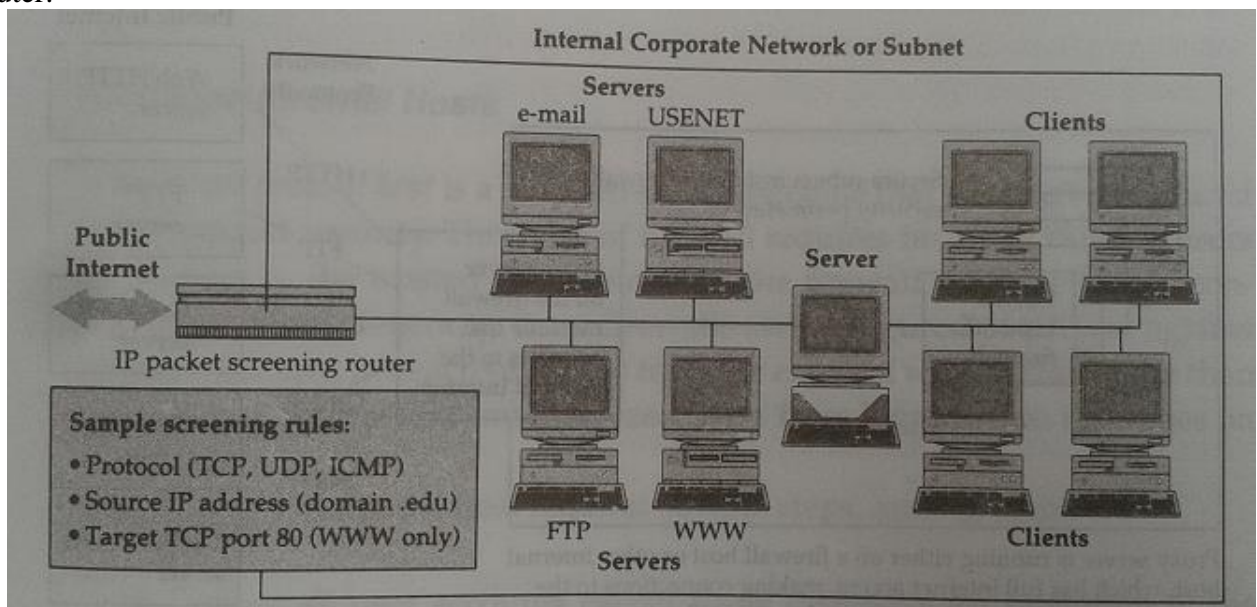 Internal Corporate Network or Subnet
Servers
e-mail USENET
Clients
Public
Internet
Server
IP packet screening router
Sample screening rules:
• Protocol (TCP, UDP, ICMP)
• Source IP address (domain .edu)
• Target TCP port 80 (WWW only)
FTP WWW
Servers
Clients